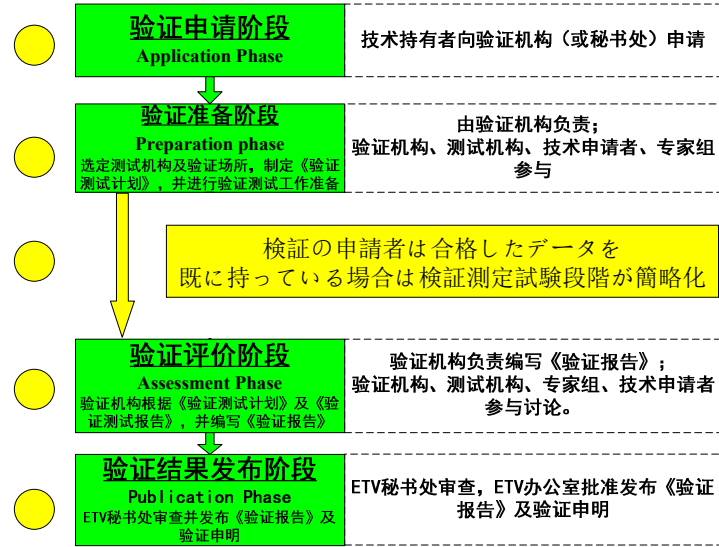 验证申请阶段
Application Phase
技术持有者向验证机构（或秘书处）申请
验证准备阶段
Preparation phase
选定测试机构及验证场所，制定《验证
测试计划》，并进行验证测试工作准备
由验证机构负责；
验证机构、测试机构、技术申请者、专家组
参与
検証の申請者は合格したデータを
既に持っている場合は検証測定試験段階が簡略化
验证评价阶段
Assessment Phase
验证机构根据《验证测试计划》及《验
证测试报告》，并编写《验证报告》
验证机构负责编写《验证报告》；
验证机构、测试机构、专家组、技术申请者
参与讨论。
验证结果发布阶段
Publication Phase
ETV秘书处审查并发布《验证报告》及
验证申明
ETV秘书处审查，ETV办公室批准发布《验证
报告》及验证申明